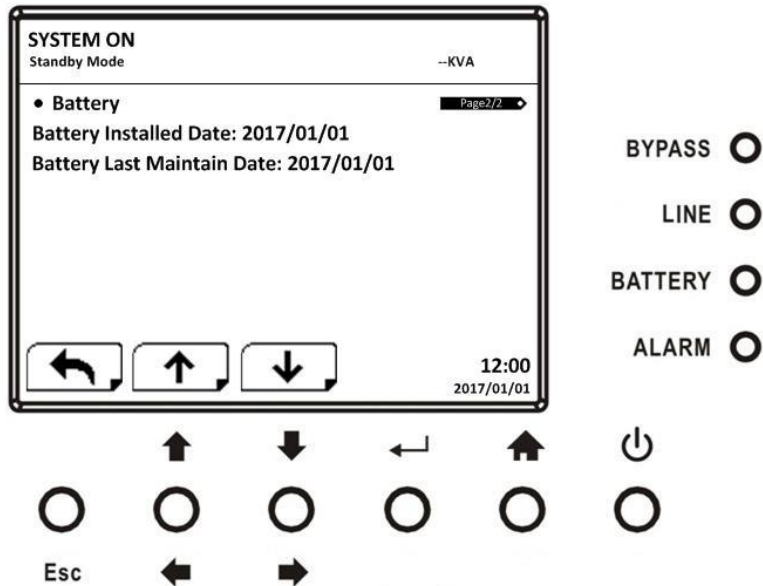 SYSTEM ON
Standby Mode --KVA
• Battery Page2/2
Battery Installed Date: 2017/01/01
Battery Last Maintain Date: 2017/01/01
12:00
2017/01/01
BYPASS
LINE
BATTERY
ALARM
Esc